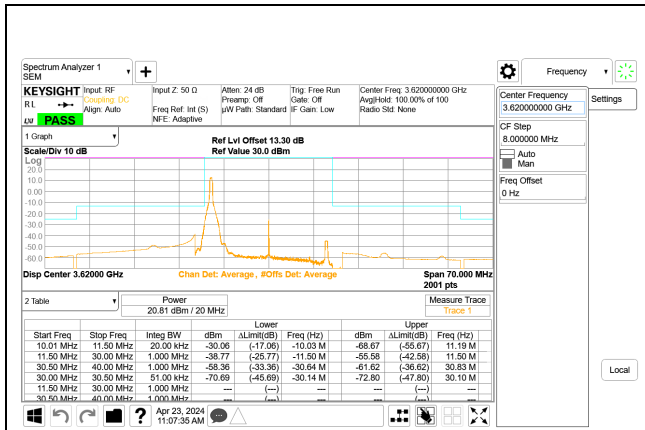 Spectrum Analyzer 1
SEM
Frequency
KEYSIGHT Input: RF
RL
Coupling: DC
Align: Auto
LXI PASS
Input Z: 50 Ω
Freq Ref: Int (S)
NFE: Adaptive
Atten: 24 dB
Preamp: Off
µW Path: Standard
Trig: Free Run
Gate: Off
IF Gain: Low
Center Freq: 3.620000000 GHz
Avg|Hold: 100.00% of 100
Radio Std: None
Center Frequency
3.620000000 GHz
Settings
CF Step
8.000000 MHz
Auto
Man
Freq Offset
0 Hz
Local
1 Graph
Scale/Div 10 dB
Ref Lvl Offset 13.30 dB
Ref Value 30.0 dBm
Log
20.0
10.0
0.00
-10.0
-20.0
-30.0
-40.0
-50.0
-60.0
Disp Center 3.62000 GHz
Chan Det: Average , #Offs Det: Average
Span 70.000 MHz
2001 pts
2 Table
Power
20.81 dBm / 20 MHz
Measure Trace
Trace 1
Lower Upper
Start Freq Stop Freq Integ BW dBm ΔLimit(dB) Freq (Hz) dBm ΔLimit(dB) Freq (Hz)
10.01 MHz 11.50 MHz 20.00 kHz -30.06 (-17.06) -10.03 M -68.67 (-55.67) 11.19 M
11.50 MHz 30.00 MHz 1.000 MHz -38.77 (-25.77) -11.50 M -55.58 (-42.58) 11.50 M
30.50 MHz 40.00 MHz 1.000 MHz -58.36 (-33.36) -30.64 M -61.62 (-36.62) 30.83 M
30.00 MHz 30.50 MHz 51.00 kHz -70.69 (-45.69) -30.14 M -72.80 (-47.80) 30.10 M
11.50 MHz 30.00 MHz 1.000 MHz --- (---) --- --- (---) ---
30.50 MHz 40.00 MHz 1.000 MHz --- (---) --- --- (---) ---
? Apr 23, 2024
11:07:35 AM